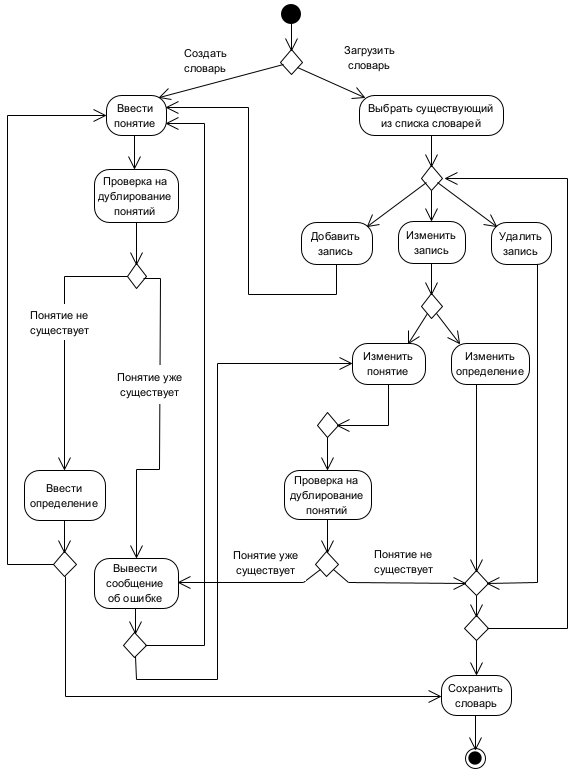 Создать
словарь
Загрузить
словарь
Ввести
понятие
Выбрать существующий
из списка словарей
Проверка на
дублирование
понятий
Добавить
запись
Изменить
запись
Удалить
запись
Понятие не
существует
Понятие уже
существует
Изменить
понятие
Изменить
определение
Ввести
определение
Проверка на
дублирование
понятий
Вывести
сообщение
об ошибке
Понятие уже
существует
Понятие не
существует
Сохранить
словарь